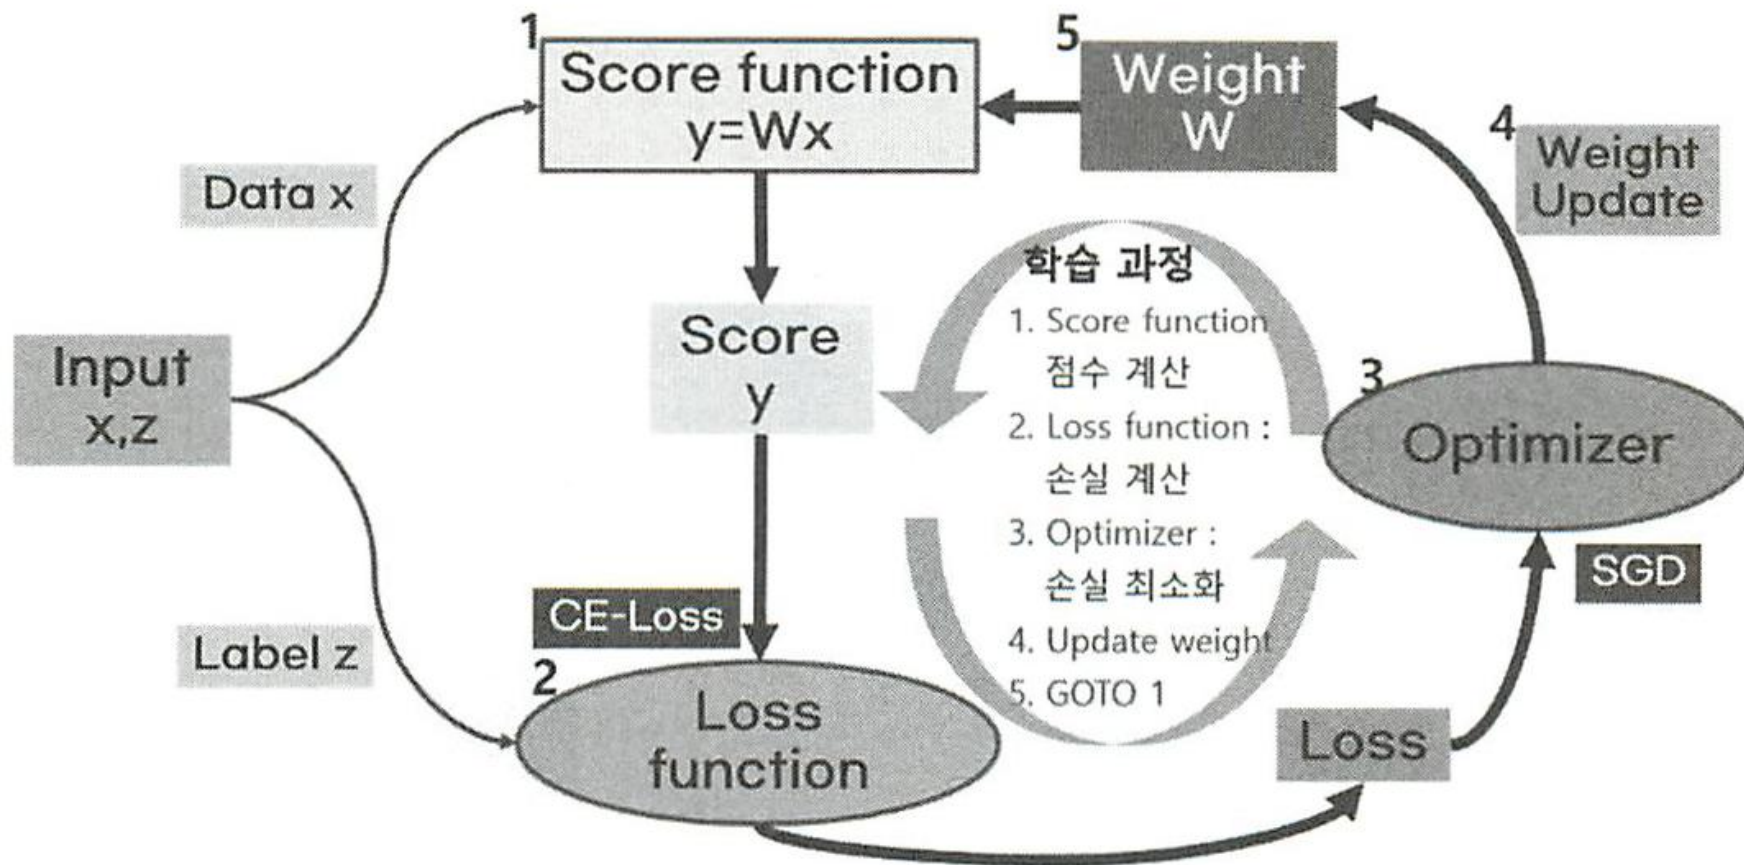 1
Score function
y=Wx
5
Weight
W
4
Weight
Update
Data x
Input
x,z
Label z
Score
y
CE-Loss
2
Loss
function
학습 과정
1. Score function
점수 계산
2. Loss function :
손실 계산
3. Optimizer :
손실 최소화
4. Update weight
5. GOTO 1
3
Optimizer
SGD
Loss